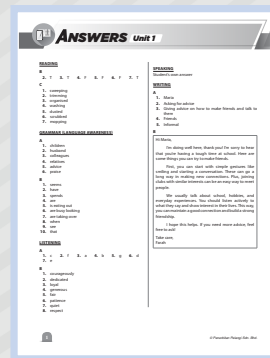 ANSWERS Unit 1
READING
B
2. T 3. T 4. F 5. F 6. F 7. T
C
1. sweeping
2. trimming
3. organised
4. washing
5. dusted
6. scrubbed
7. mopping
GRAMMAR (LANGUAGE AWARENESS)
A
1. children
2. husband
3. colleagues
4. relatives
5. advice
6. praise
B
1. seems
2. have
3. spends
4. are
5. is eating out
6. are busy looking
7. are taking over
8. where
9. see
10. that
LISTENING
A
1. c 2. f 3. a 4. b 5. g 6. d
7. e
B
1. courageously
2. dedicated
3. loyal
4. generous
5. fair
6. patience
7. quiet
8. respect
SPEAKING
Student's own answer
WRITING
A
1. Maria
2. Asking for advice
3. Giving advice on how to make friends and talk to
them
4. Friends
5. Informal
B
Hi Maria,
I'm doing well here, thank you! I'm sorry to hear
that you're having a tough time at school. Here are
some things you can try to make friends.
First, you can start with simple gestures like
smiling and starting a conversation. These can go a
long way to making new connections. Plus, joining
clubs with similar interests can be an easy way to meet
people.
We usually talk about school, hobbies, and
everyday experiences. You should listen actively to
what they say and show interest in their lives. This way,
you can maintain a good connection and build a strong
friendship.
I hope this helps. If you need more advice, feel
free to ask!
Take care,
Farah
© Penerbitan Pelangi Sdn. Bhd.